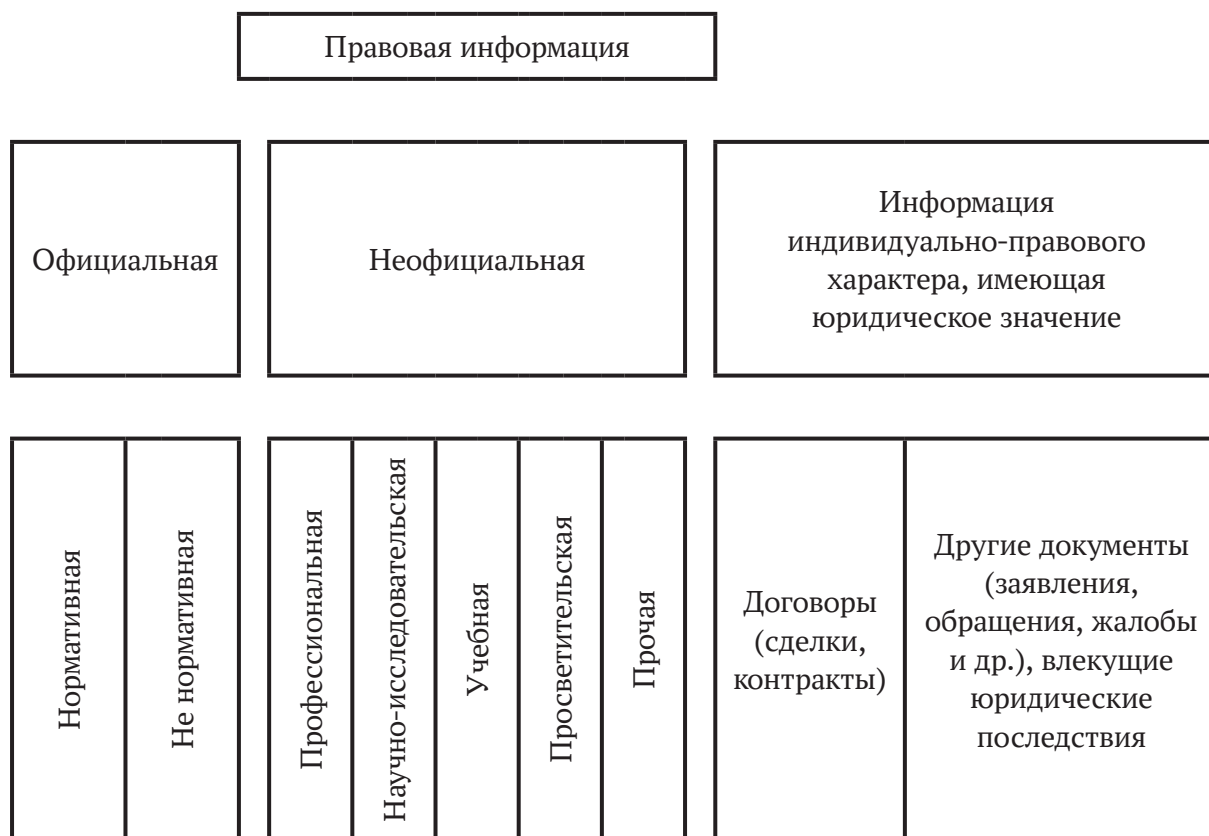 Правовая информация
Официальная
Неофициальная
Информация
индивидуально-правового
характера, имеющая
юридическое значение
Нормативная
Не нормативная
Профессиональная
Научно-исследовательская
Учебная
Просветительская
Прочая
Договоры
(сделки,
контракты)
Другие документы
(заявления,
обращения, жалобы
и др.), влекущие
юридические
последствия